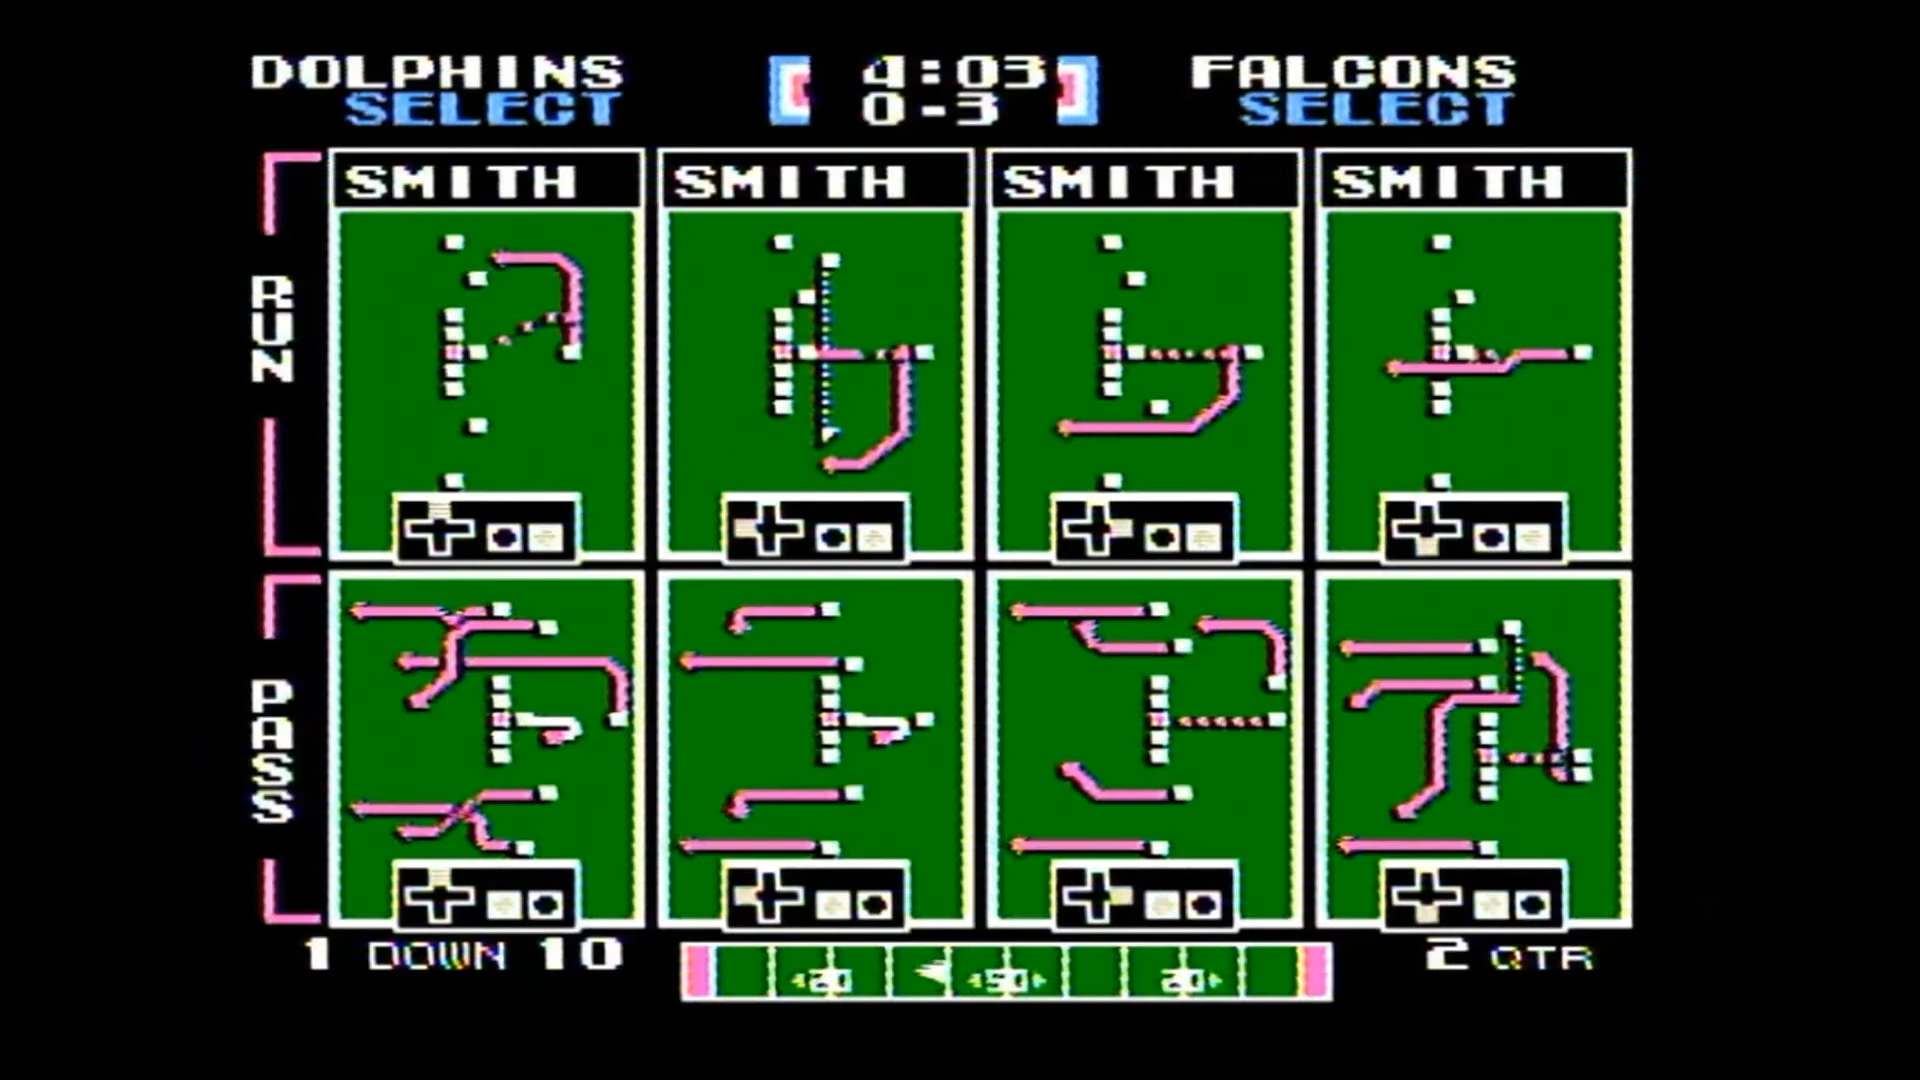 DOLPHINS 4:03 FALCONS
SELECT 0-3 SELECT
SMITH SMITH SMITH SMITH
RUN
PASS
1 DOWN 10 2 QTR
20 50 20